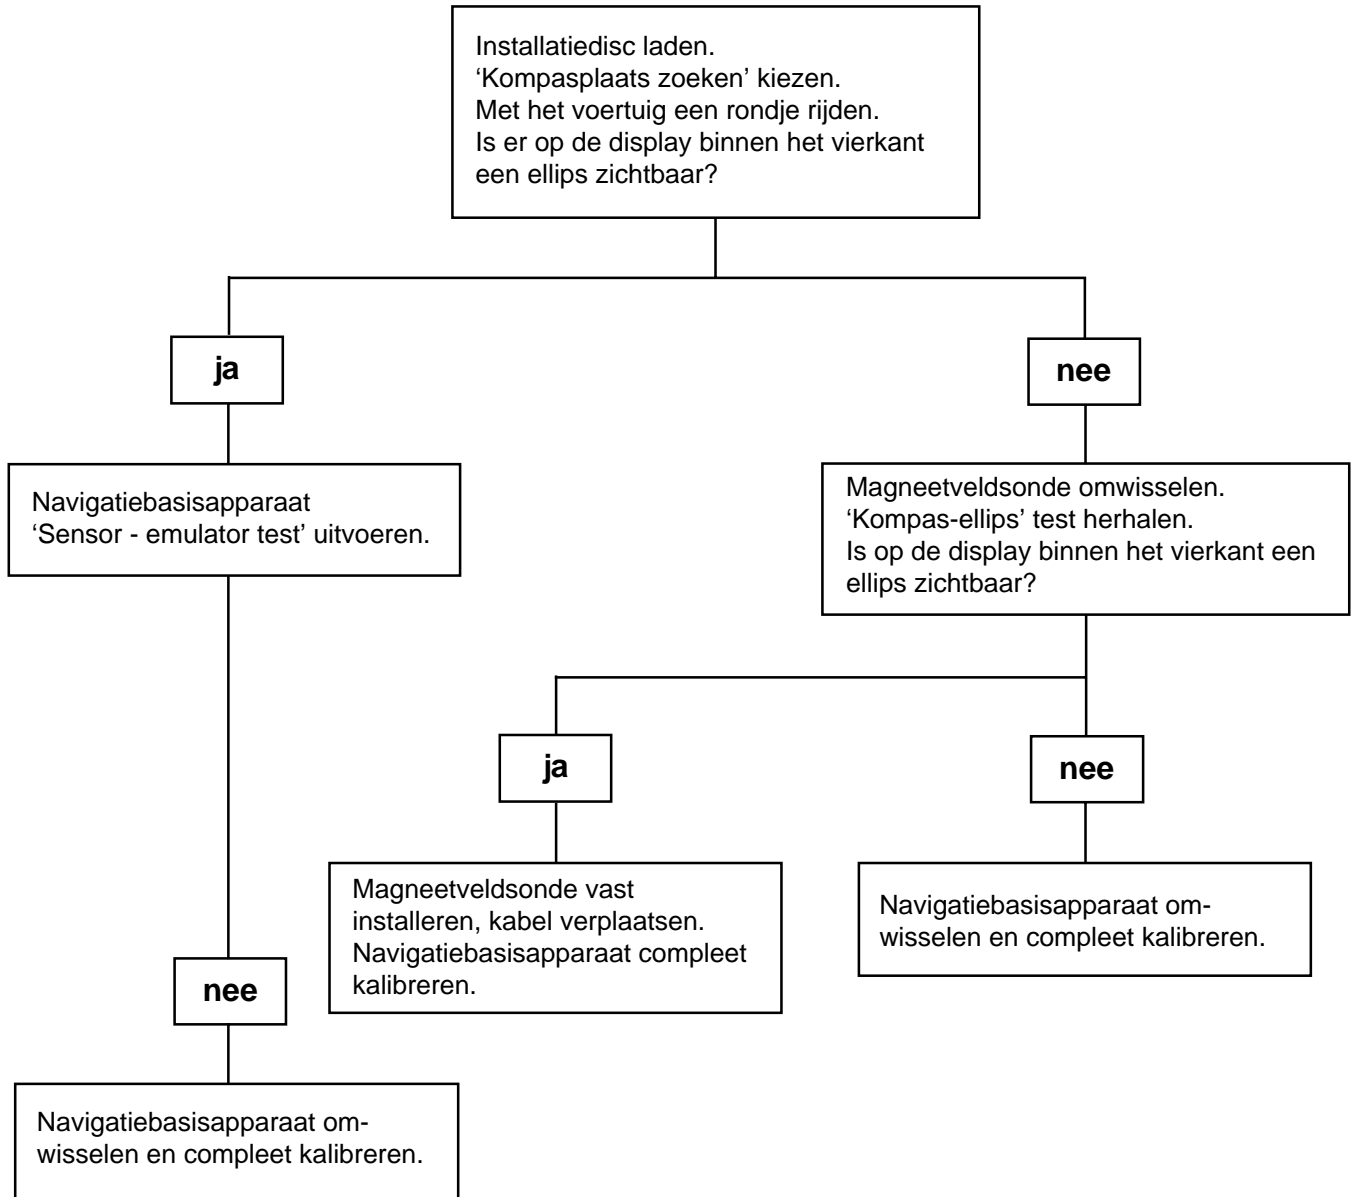 Installatiedisc laden.
‘Kompasplaats zoeken’ kiezen.
Met het voertuig een rondje rijden.
Is er op de display binnen het vierkant
een ellips zichtbaar?
ja
nee
Navigatiebasisapparaat
‘Sensor - emulator test’ uitvoeren.
Magneetveldsonde omwisselen.
‘Kompas-ellips’ test herhalen.
Is op de display binnen het vierkant een
ellips zichtbaar?
ja
nee
Magneetveldsonde vast
installeren, kabel verplaatsen.
Navigatiebasisapparaat compleet
kalibreren.
Navigatiebasisapparaat om-
wisselen en compleet kalibreren.
nee
Navigatiebasisapparaat om-
wisselen en compleet kalibreren.